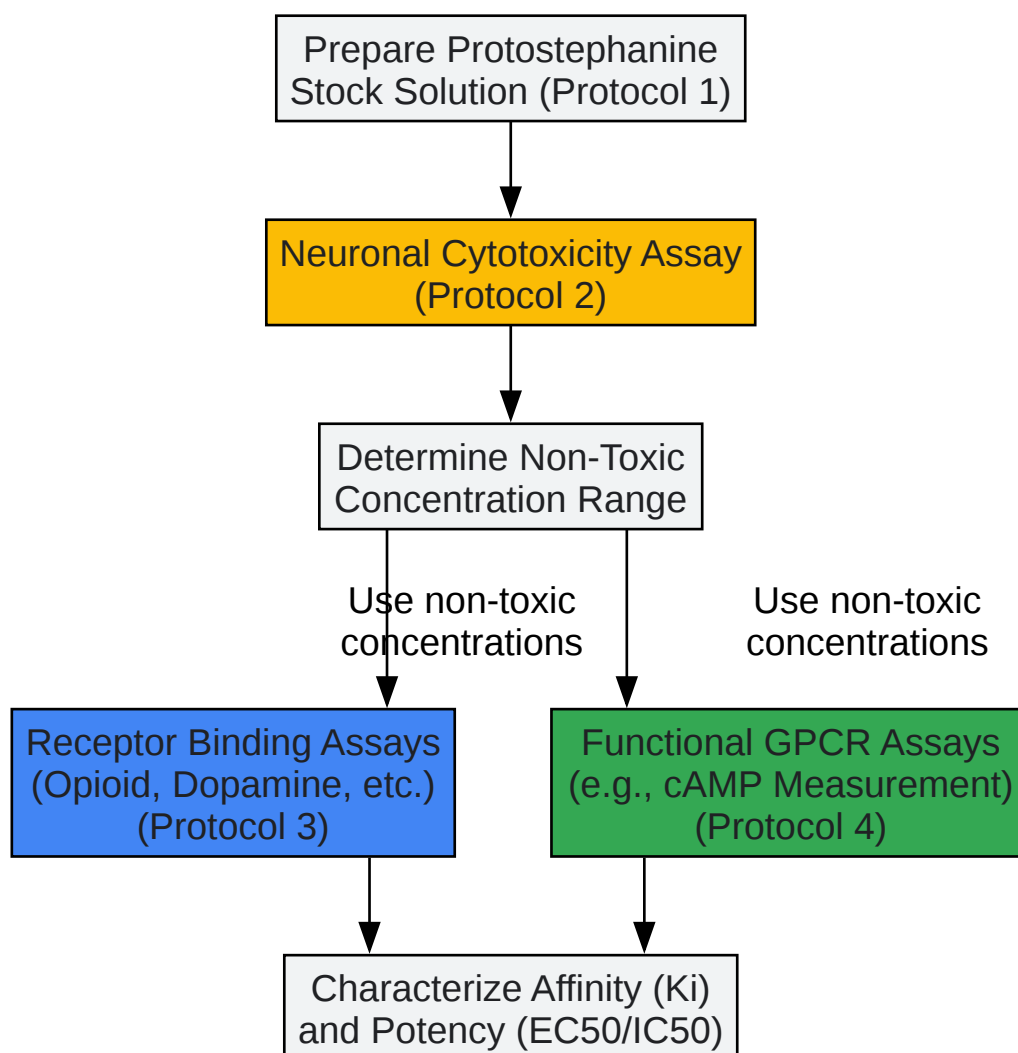 Prepare Protostephanine
Stock Solution (Protocol 1)
Neuronal Cytotoxicity Assay
(Protocol 2)
Determine Non-Toxic
Concentration Range
Use non-toxic
concentrations
Use non-toxic
concentrations
Receptor Binding Assays
(Opioid, Dopamine, etc.)
(Protocol 3)
Functional GPCR Assays
(e.g., cAMP Measurement)
(Protocol 4)
Characterize Affinity (Ki)
and Potency (EC50/IC50)